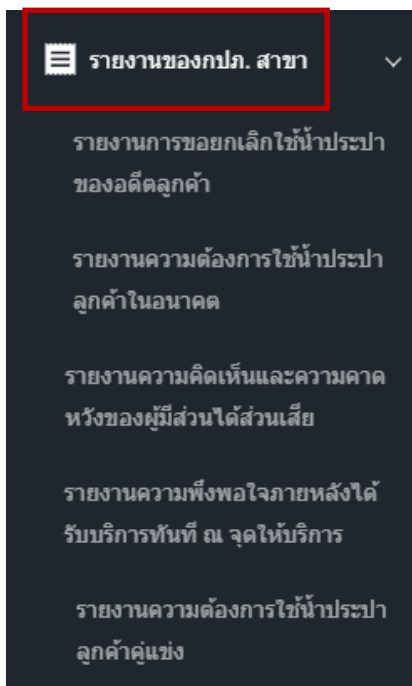 รายงานของกปภ. สาขา
รายงานการขอยกเลิกใช้น้ำประปา
ของอดีตลูกค้า
รายงานความต้องการใช้น้ำประปา
ลูกค้าในอนาคต
รายงานความคิดเห็นและความคาด
หวังของผู้มีส่วนได้ส่วนเสีย
รายงานความพึงพอใจภายหลังได้
รับบริการทันที ณ จุดให้บริการ
รายงานความต้องการใช้น้ำประปา
ลูกค้าคู่แข่ง